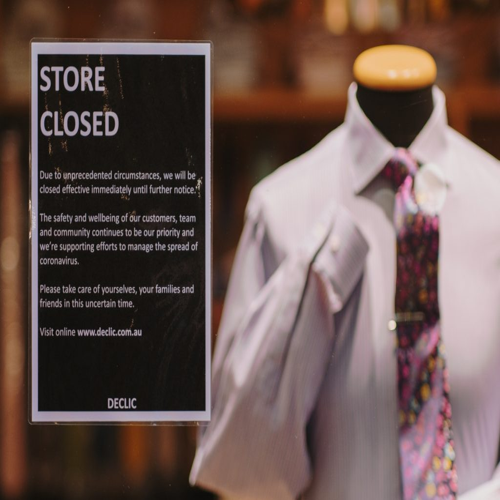 STORE
CLOSED
Due to unprecedented circumstances, we will be
closed effective immediately until further notice.
The safety and wellbeing of our customers, team
and community continues to be our priority and
we're supporting efforts to manage the spread of
coronavirus.
Please take care of yourselves, your families and
friends in this uncertain time.
Visit online www.declic.com.au
DECLIC